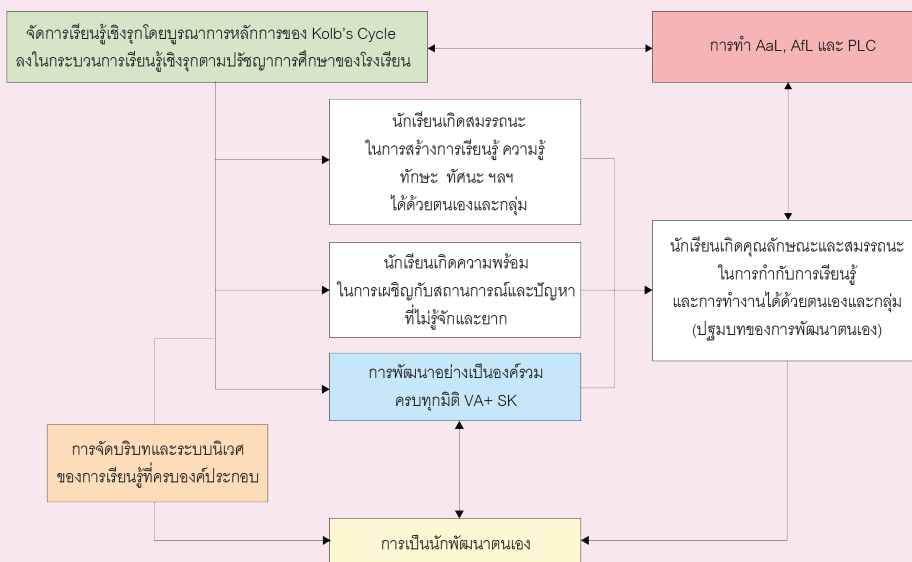 จัดการเรียนรู้เชิงรุกโดยบูรณาการหลักการของ Kolb's Cycle
ลงในกระบวนการเรียนรู้เชิงรุกตามปรัชญาการศึกษาของโรงเรียน
การทำ AaL, AfL และ PLC
นักเรียนเกิดสมรรถนะ
ในการสร้างการเรียนรู้ ความรู้
ทักษะ ทัศนะ ฯลฯ
ได้ด้วยตนเองและกลุ่ม
นักเรียนเกิดความพร้อม
ในการเผชิญกับสถานการณ์และปัญหา
ที่ไม่รู้จักและยาก
นักเรียนเกิดคุณลักษณะและสมรรถนะ
ในการกำกับการเรียนรู้
และการทำงานได้ด้วยตนเองและกลุ่ม
(ปฐมบทของการพัฒนาตนเอง)
การพัฒนาอย่างเป็นองค์รวม
ครบทุกมิติ VA+ SK
การจัดบริบทและระบบนิเวศ
ของการเรียนรู้ที่ครบองค์ประกอบ
การเป็นนักพัฒนาตนเอง